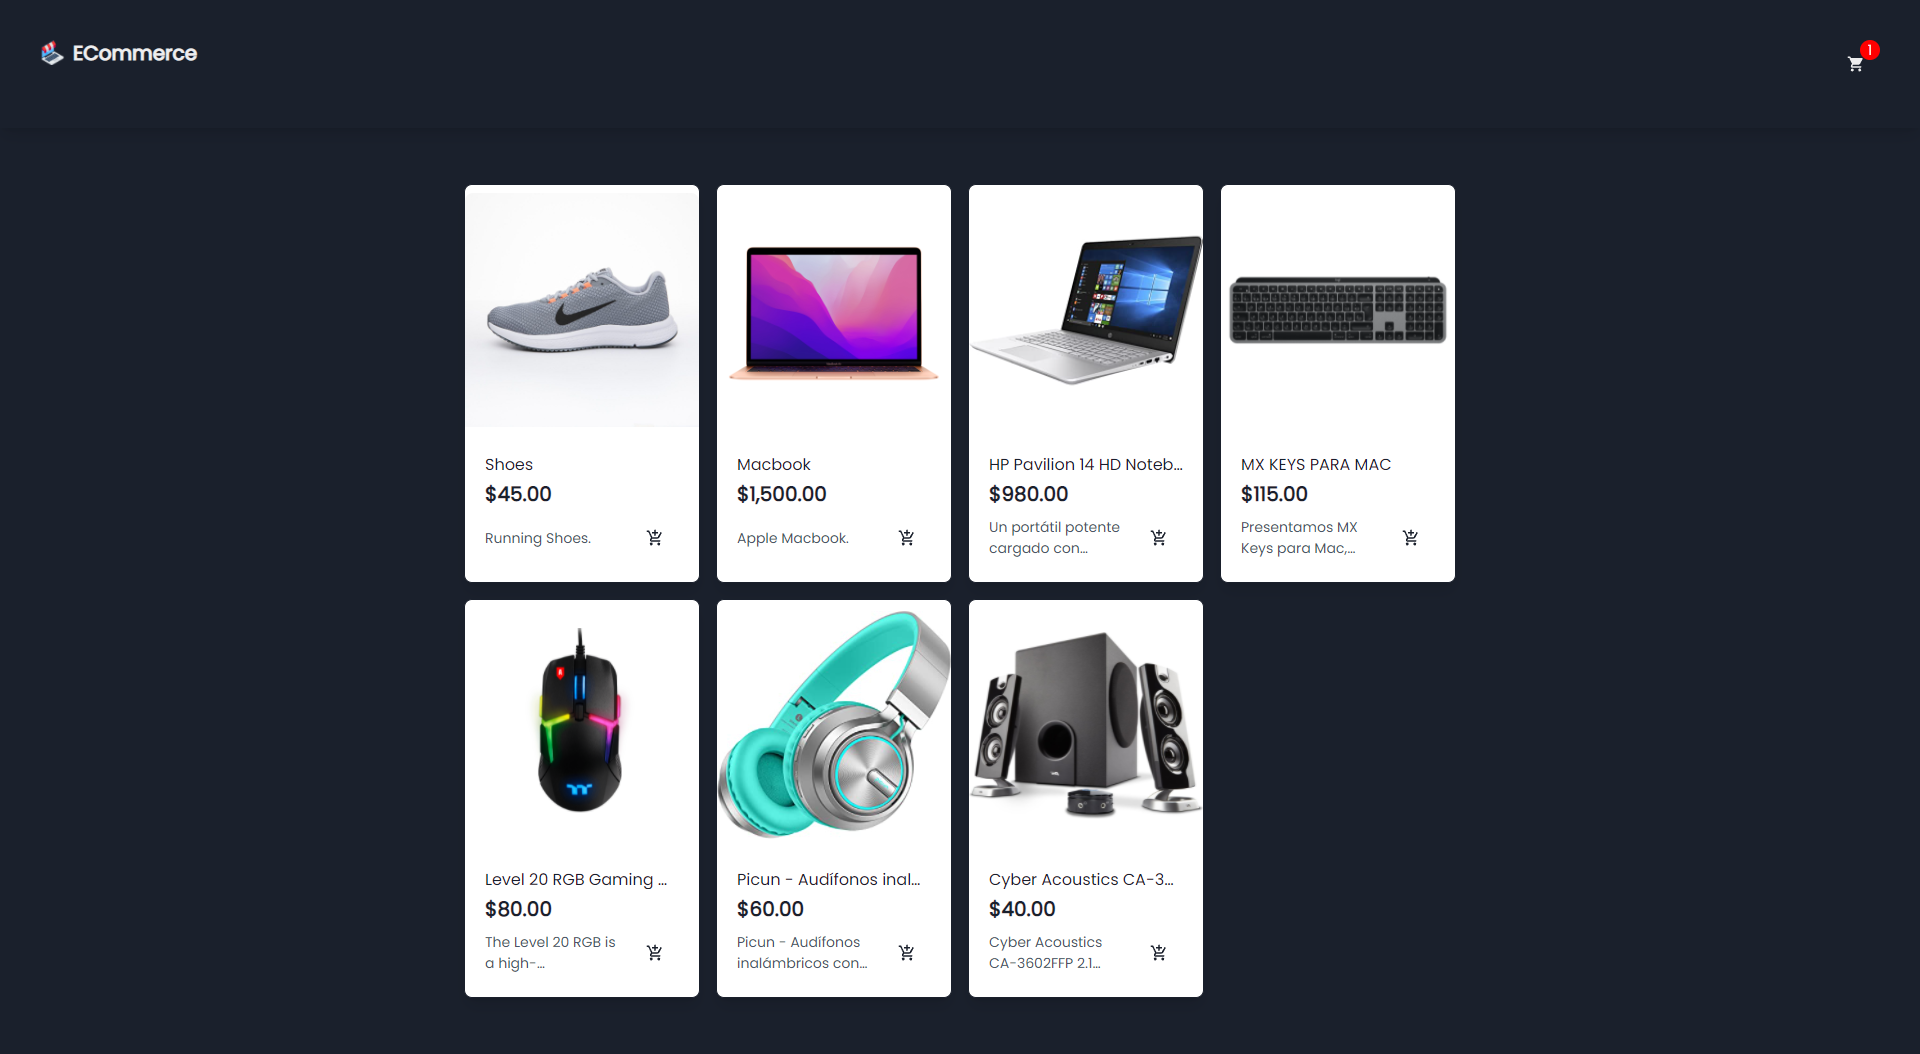 ECommerce
1
Shoes
$45.00
Running Shoes.
Macbook
$1,500.00
Apple Macbook.
HP Pavilion 14 HD Noteb...
$980.00
Un portátil potente
cargado con...
MX KEYS PARA MAC
$115.00
Presentamos MX
Keys para Mac,...
Level 20 RGB Gaming ...
$80.00
The Level 20 RGB is
a high-...
Picun - Audífonos inal...
$60.00
Picun - Audífonos
inalámbricos con...
Cyber Acoustics CA-3...
$40.00
Cyber Acoustics
CA-3602FFP 2.1...